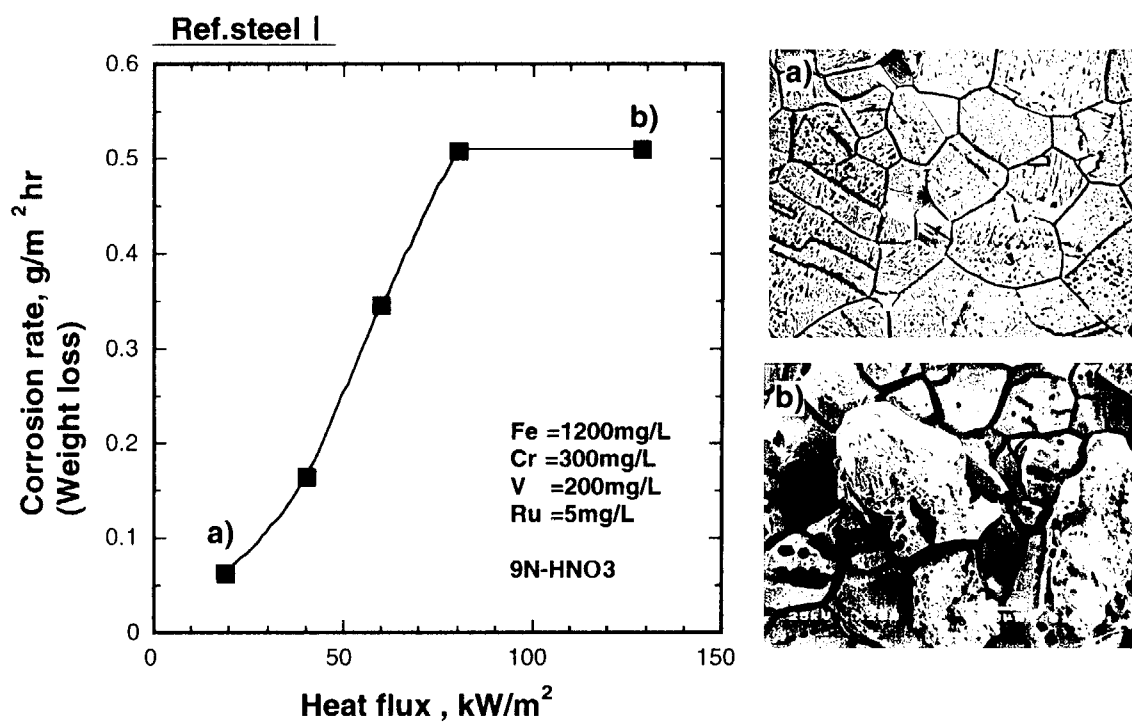 Ref.steel I
0.6
0.5
0.4
0.3
0.2
0.1
0
0
50
100
150
Corrosion rate, g/m² hr
(Weight loss)
Heat flux , kW/m²
a)
b)
Fe =1200mg/L
Cr =300mg/L
V =200mg/L
Ru =5mg/L
9N-HNO3
a)
b)